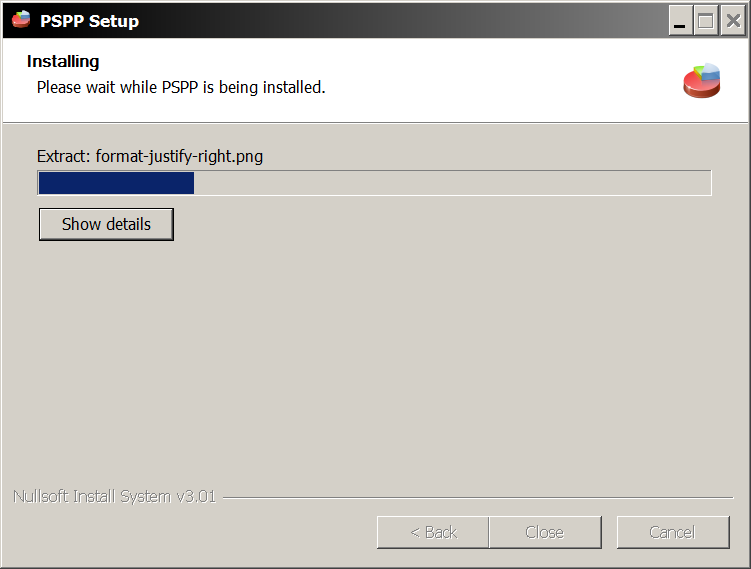 PSPP Setup
Installing
Please wait while PSPP is being installed.
Extract: format-justify-right.png
Show details
Nullsoft Install System v3.01
< Back
Close
Cancel